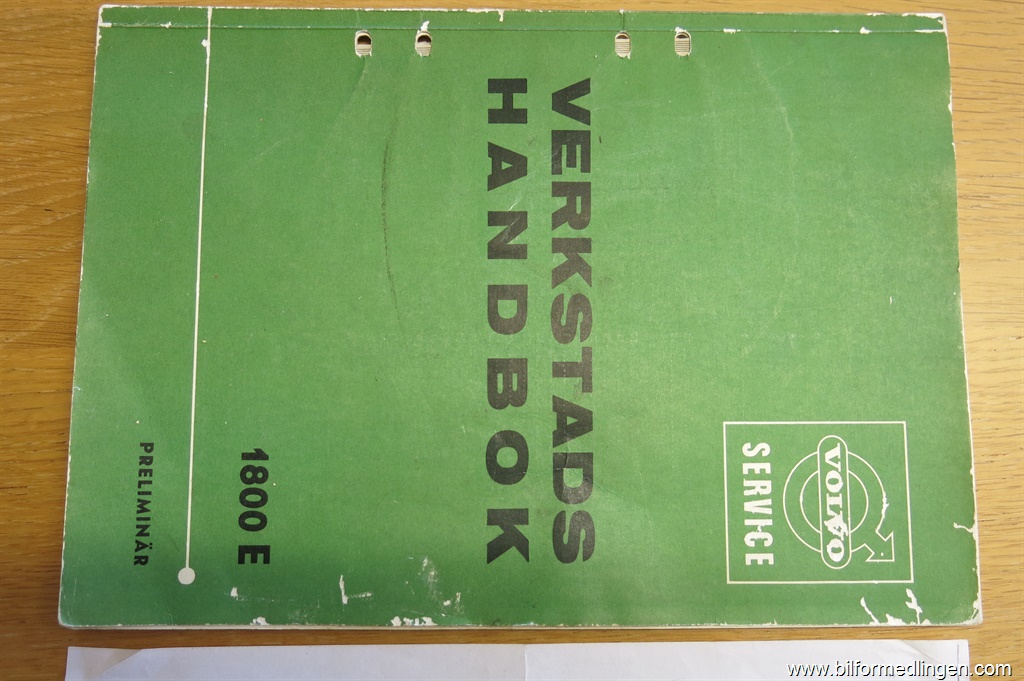 VOLVO
SERVICE
VERKSTADS
HANDBOK
1800 E
PRELIMINÄR
www.bilformedlingen.com